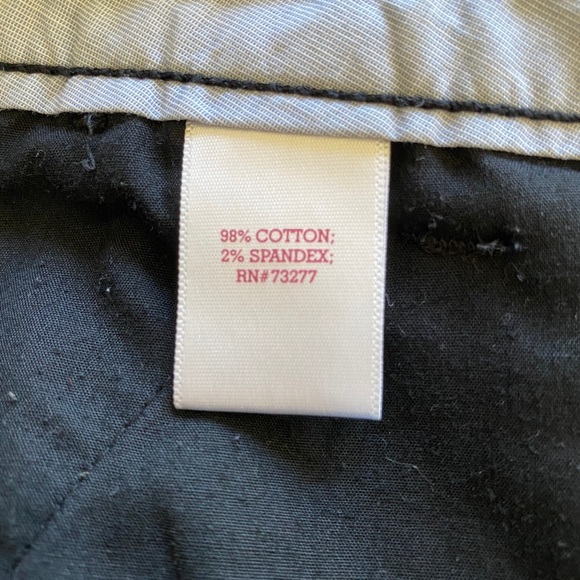 98% COTTON;
2% SPANDEX;
RN#73277